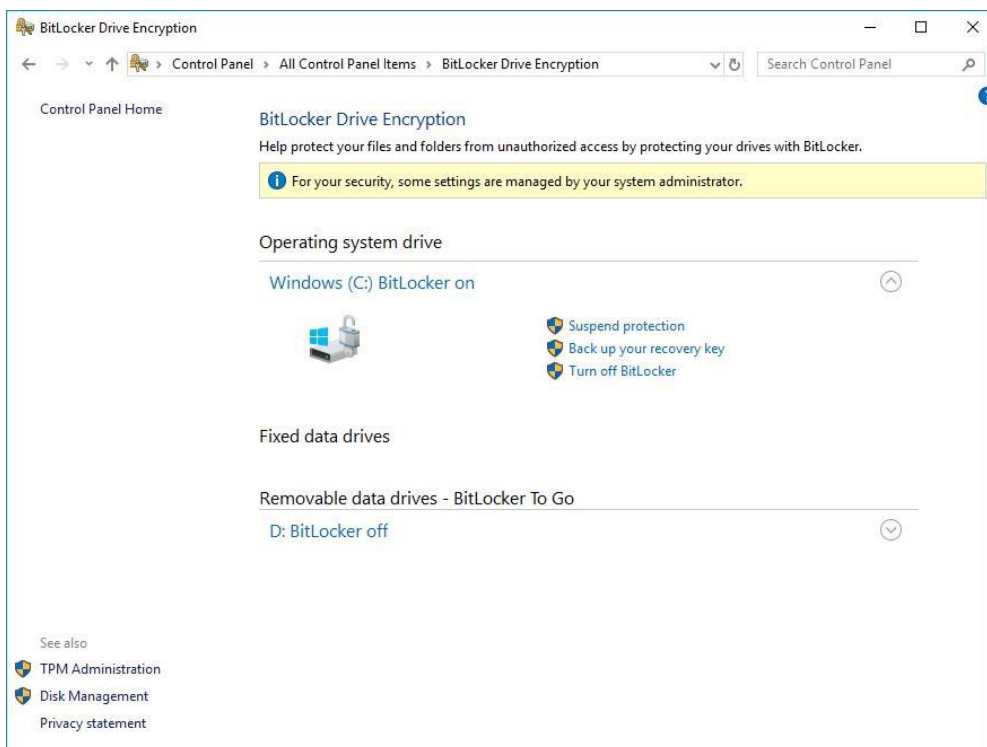 BitLocker Drive Encryption
Control Panel > All Control Panel Items > BitLocker Drive Encryption
Search Control Panel
Control Panel Home
BitLocker Drive Encryption
Help protect your files and folders from unauthorized access by protecting your drives with BitLocker.
For your security, some settings are managed by your system administrator.
Operating system drive
Windows (C:) BitLocker on
Suspend protection
Back up your recovery key
Turn off BitLocker
Fixed data drives
Removable data drives - BitLocker To Go
D: BitLocker off
See also
TPM Administration
Disk Management
Privacy statement